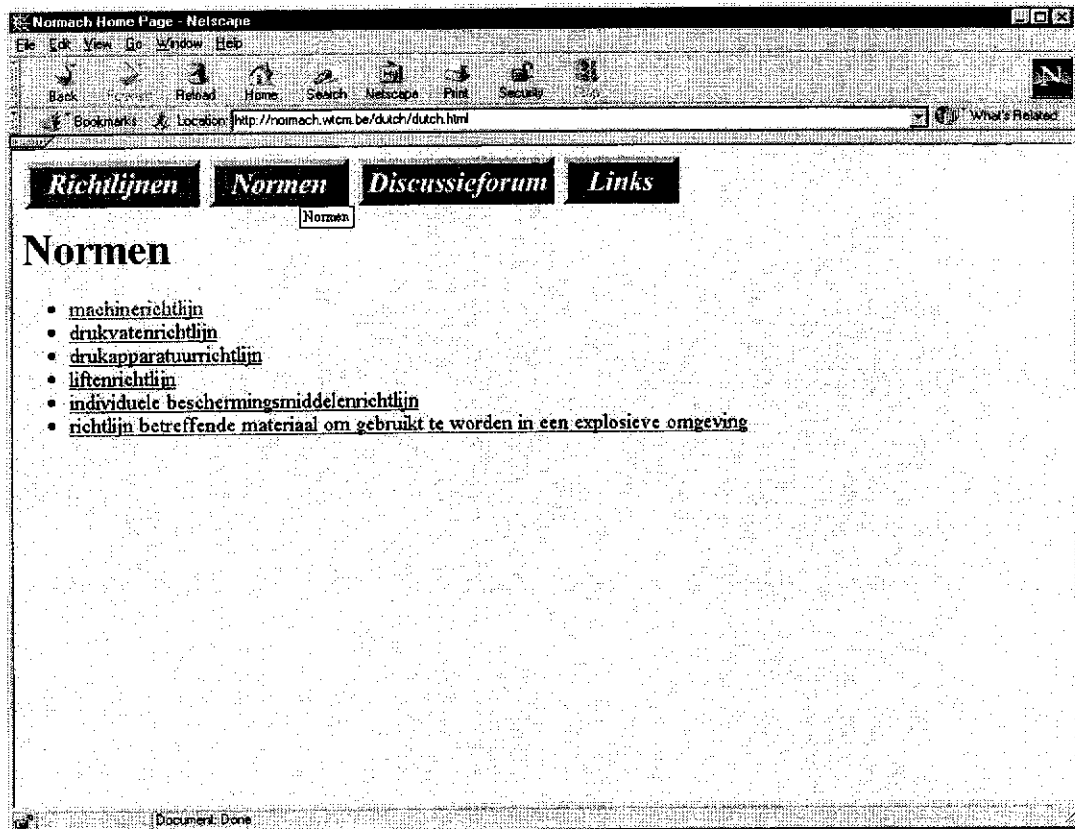 Normach Home Page - Netscape
File Edit View Go Window Help
Back Reload Home Search Netscape Print Security
Bookmarks Location: http://normach.wtcm.be/dutch/dutch.html What's Related
Richtlijnen Normen Discussieforum Links
Normen
Normen
machinerichtlijn
drukvatenrichtlijn
drukapparatuurrichtlijn
liftenrichtlijn
individuele beschermingsmiddelenrichtlijn
richtlijn betreffende materiaal om gebruikt te worden in een explosieve omgeving
Document: Done